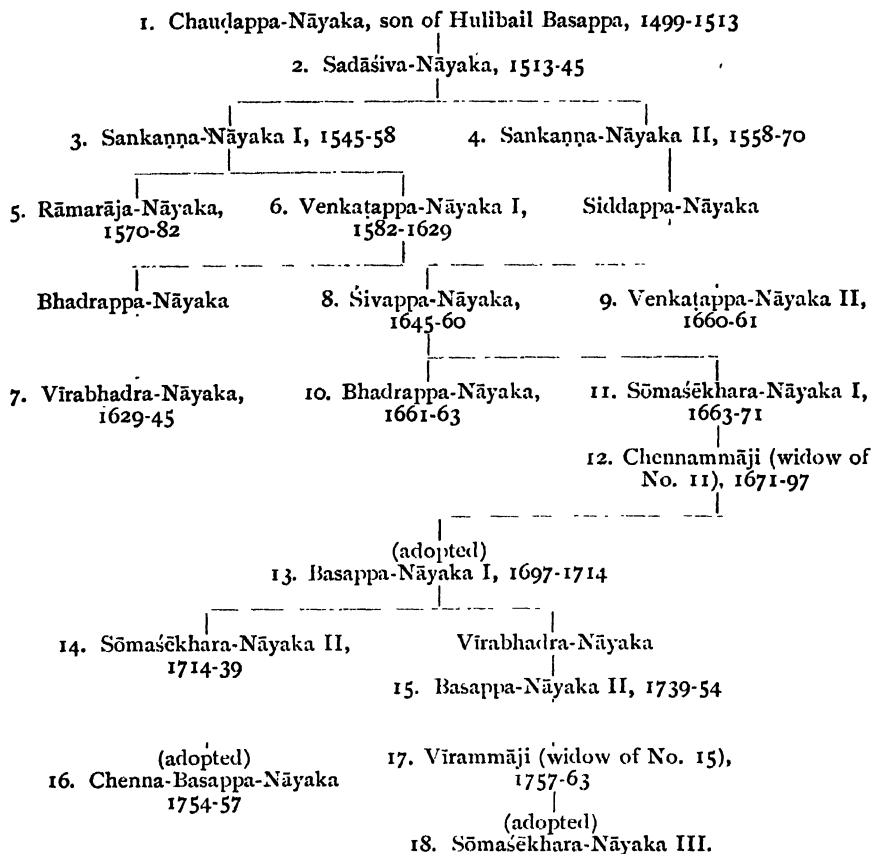 1. Chauḍappa-Nāyaka, son of Hulibail Basappa, 1499-1513
2. Sadāśiva-Nāyaka, 1513-45
3. Sankaṇṇa-Nāyaka I, 1545-58 4. Sankaṇṇa-Nāyaka II, 1558-70
5. Rāmarāja-Nāyaka, 6. Venkaṭappa-Nāyaka I, Siddappa-Nāyaka
1570-82 1582-1629
Bhadrappa-Nāyaka 8. Śivappa-Nāyaka, 9. Venkaṭappa-Nāyaka II,
1645-60 1660-61
7. Vīrabhadra-Nāyaka, 10. Bhadrappa-Nāyaka, 11. Sōmaśēkhara-Nāyaka I,
1629-45 1661-63 1663-71
12. Chennammāji (widow of
No. 11), 1671-97
(adopted)
13. Basappa-Nāyaka I, 1697-1714
14. Sōmaśēkhara-Nāyaka II, Vīrabhadra-Nāyaka
1714-39
15. Basappa-Nāyaka II, 1739-54
(adopted) 17. Vīrammāji (widow of No. 15),
16. Chenna-Basappa-Nāyaka 1757-63
1754-57
(adopted)
18. Sōmaśēkhara-Nāyaka III.